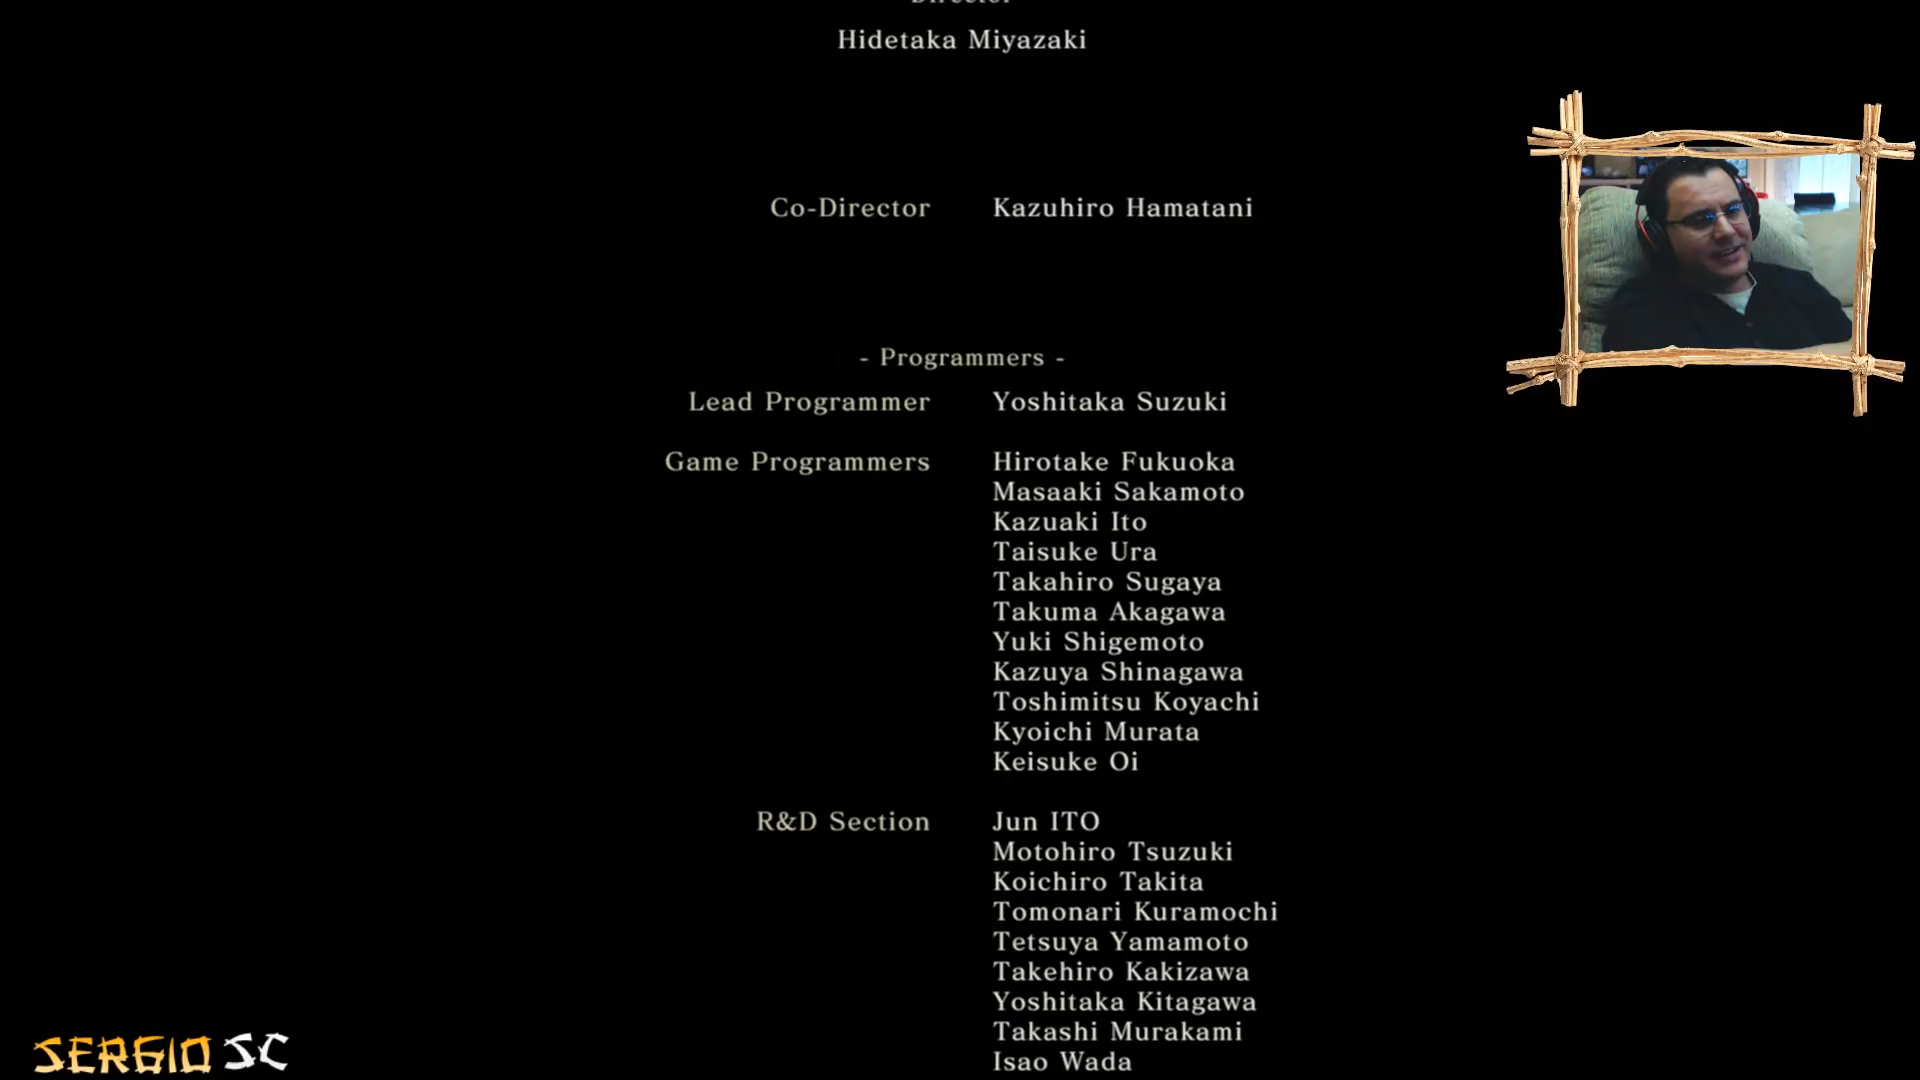 Director
Hidetaka Miyazaki
Co-Director Kazuhiro Hamatani
- Programmers -
Lead Programmer Yoshitaka Suzuki
Game Programmers Hirotake Fukuoka
Masaaki Sakamoto
Kazuaki Ito
Taisuke Ura
Takahiro Sugaya
Takuma Akagawa
Yuki Shigemoto
Kazuya Shinagawa
Toshimitsu Koyachi
Kyoichi Murata
Keisuke Oi
R&D Section Jun ITO
Motohiro Tsuzuki
Koichiro Takita
Tomonari Kuramochi
Tetsuya Yamamoto
Takehiro Kakizawa
Yoshitaka Kitagawa
Takashi Murakami
Isao Wada
SERGIO SC